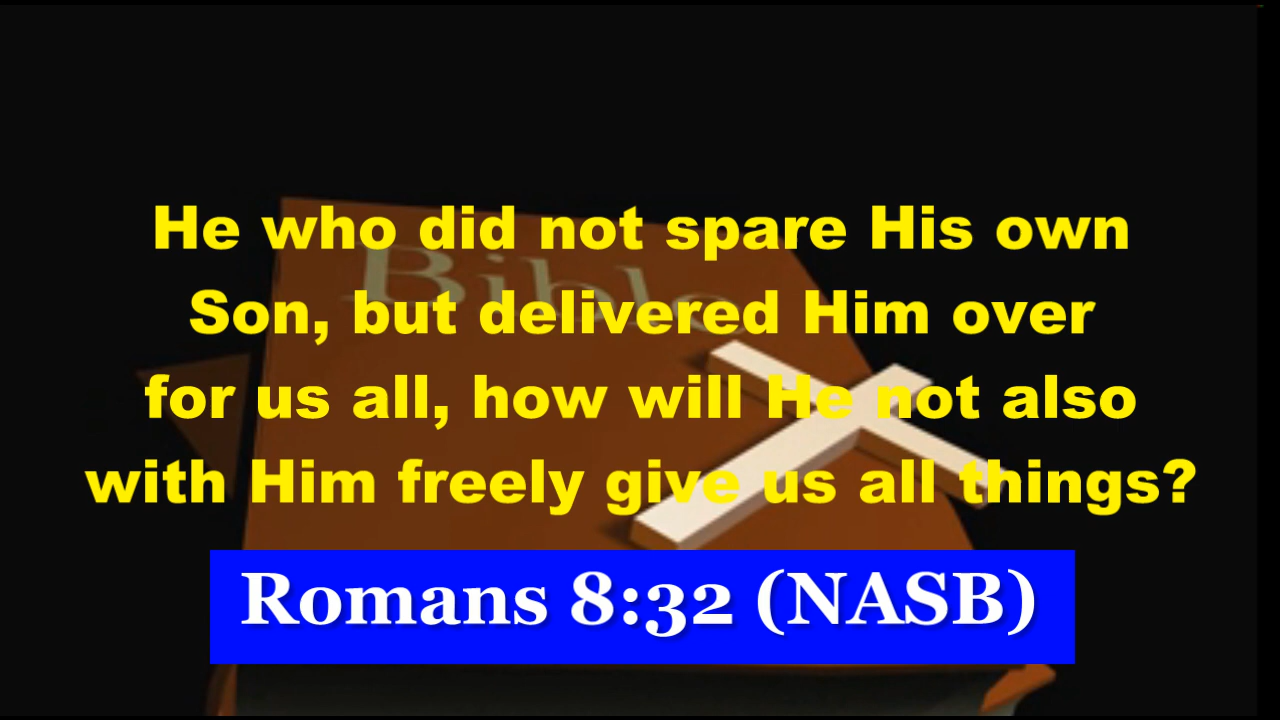 Bible
He who did not spare His own
Son, but delivered Him over
for us all, how will He not also
with Him freely give us all things?
Romans 8:32 (NASB)